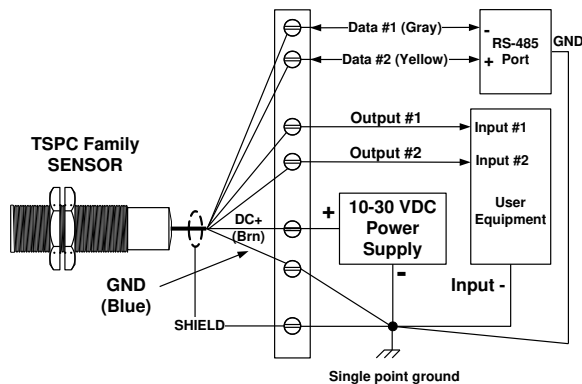 Data #1 (Gray)
-
RS-485
Port
GND
Data #2 (Yellow)
+
Output #1
Input #1
TSPC Family
SENSOR
Output #2
Input #2
User
Equipment
DC+
(Brn)
+
10-30 VDC
Power
Supply
-
GND
(Blue)
Input -
SHIELD
Single point ground